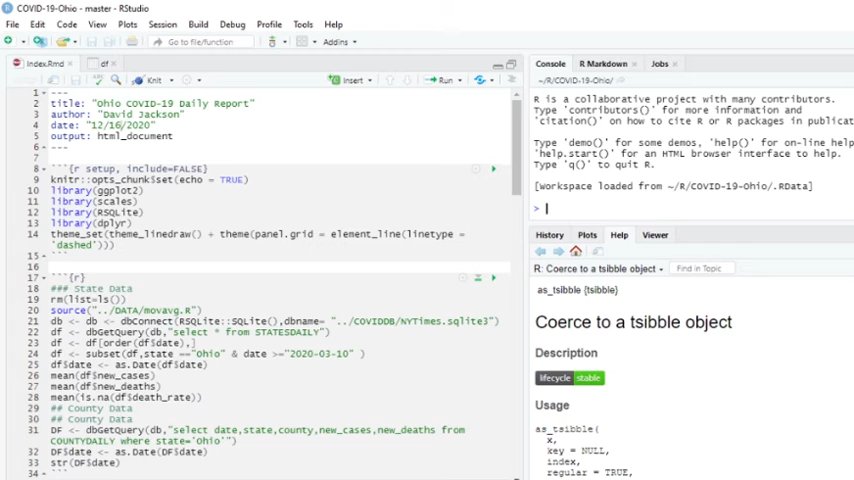 COVID-19-Ohio - master - RStudio
File Edit Code View Plots Session Build Debug Profile Tools Help
Go to file/function Addins
Index.Rmd df
Knit Insert Run
1 ---
2 title: "Ohio COVID-19 Daily Report"
3 author: "David Jackson"
4 date: "12/16/2020"
5 output: html_document
6 ---
7
8 ```{r setup, include=FALSE}
9 knitr::opts_chunk$set(echo = TRUE)
10 library(ggplot2)
11 library(scales)
12 library(RSQLite)
13 library(dplyr)
14 theme_set(theme_linedraw() + theme(panel.grid = element_line(linetype =
'dashed')))
15 ```
16
17 ```{r}
18 ### State Data
19 rm(list=ls())
20 source("../DATA/movavg.R")
21 db <- db <- dbConnect(RSQLite::SQLite(),dbname= "../COVIDDB/NYTimes.sqlite3")
22 df <- dbGetQuery(db,"select * from STATESDAILY")
23 df <- df[order(df$date),]
24 df <- subset(df,state =="Ohio" & date >="2020-03-10" )
25 df$date <- as.Date(df$date)
26 mean(df$new_cases)
27 mean(df$new_deaths)
28 mean(is.na(df$death_rate))
29 ## County Data
30 ## County Data
31 DF <- dbGetQuery(db,"select date,state,county,new_cases,new_deaths from
COUNTYDAILY where state='Ohio'")
32 DF$date <- as.Date(DF$date)
33 str(DF$date)
34 ```
Console R Markdown Jobs
~/R/COVID-19-Ohio/
R is a collaborative project with many contributors.
Type 'contributors()' for more information and
'citation()' on how to cite R or R packages in publicat
Type 'demo()' for some demos, 'help()' for on-line help
'help.start()' for an HTML browser interface to help.
Type 'q()' to quit R.
[Workspace loaded from ~/R/COVID-19-Ohio/.RData]
>
History Plots Help Viewer
R: Coerce to a tsibble object Find in Topic
as_tsibble {tsibble}
Coerce to a tsibble object
Description
lifecycle stable
Usage
as_tsibble(
x,
key = NULL,
index,
regular = TRUE,